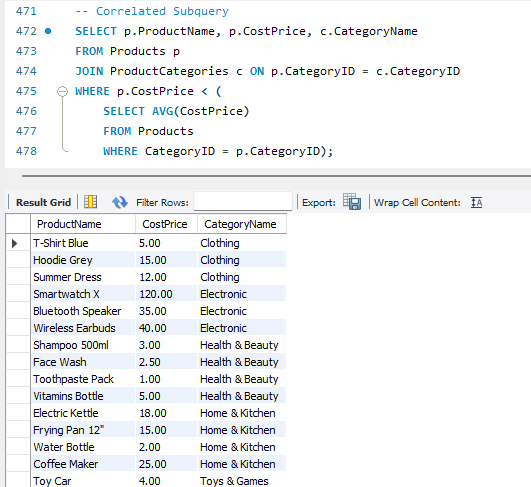 471 -- Correlated Subquery
472 SELECT p.ProductName, p.CostPrice, c.CategoryName
473 FROM Products p
474 JOIN ProductCategories c ON p.CategoryID = c.CategoryID
475 WHERE p.CostPrice < (
476 SELECT AVG(CostPrice)
477 FROM Products
478 WHERE CategoryID = p.CategoryID);
Result Grid Filter Rows: Export: Wrap Cell Content: IA
ProductName CostPrice CategoryName
T-Shirt Blue 5.00 Clothing
Hoodie Grey 15.00 Clothing
Summer Dress 12.00 Clothing
Smartwatch X 120.00 Electronic
Bluetooth Speaker 35.00 Electronic
Wireless Earbuds 40.00 Electronic
Shampoo 500ml 3.00 Health & Beauty
Face Wash 2.50 Health & Beauty
Toothpaste Pack 1.00 Health & Beauty
Vitamins Bottle 5.00 Health & Beauty
Electric Kettle 18.00 Home & Kitchen
Frying Pan 12" 15.00 Home & Kitchen
Water Bottle 2.00 Home & Kitchen
Coffee Maker 25.00 Home & Kitchen
Toy Car 4.00 Toys & Games